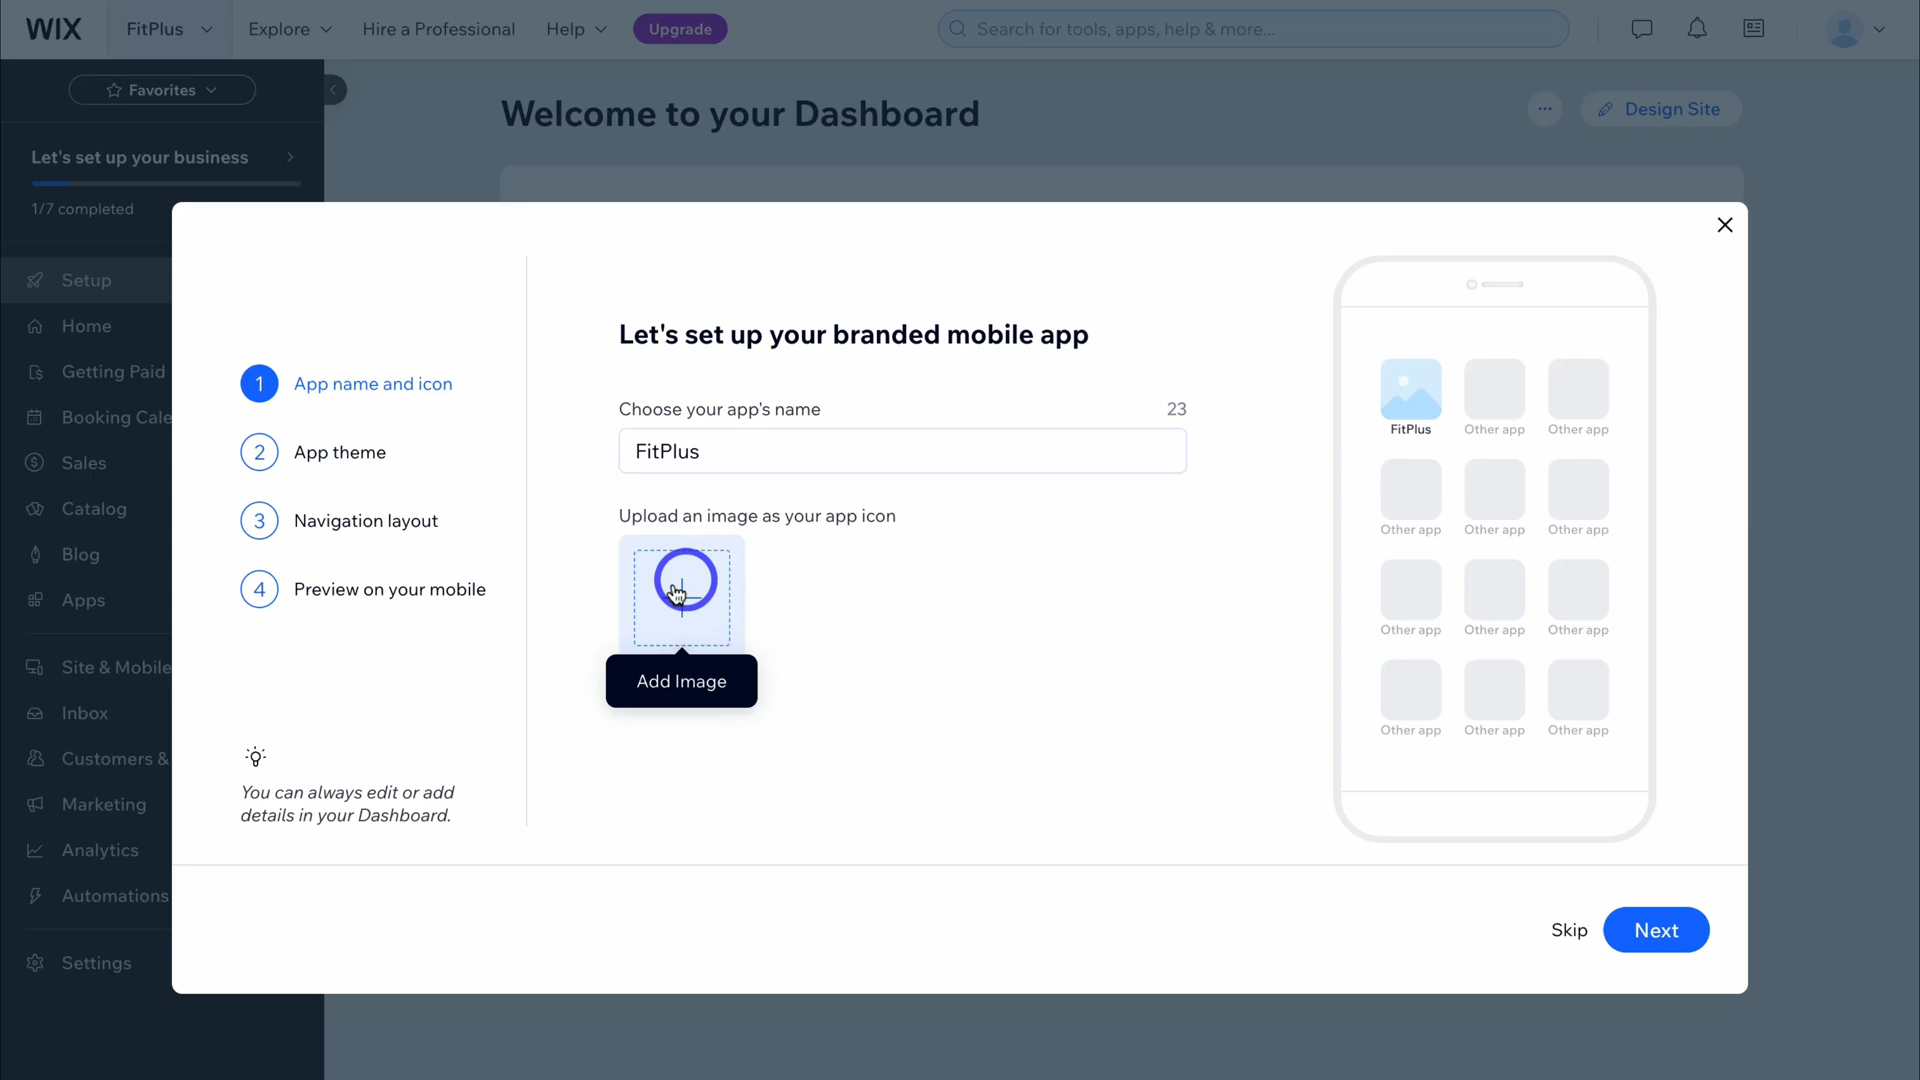 WIX
FitPlus
Explore
Hire a Professional
Help
Upgrade
Search for tools, apps, help & more...
Favorites
Let's set up your business
1/7 completed
Setup
Home
Getting Paid
Booking Cale
Sales
Catalog
Blog
Apps
Site & Mobile
Inbox
Customers &
Marketing
Analytics
Automations
Settings
Welcome to your Dashboard
Design Site
1 App name and icon
2 App theme
3 Navigation layout
4 Preview on your mobile
You can always edit or add
details in your Dashboard.
Let's set up your branded mobile app
Choose your app's name 23
FitPlus
Upload an image as your app icon
Add Image
FitPlus Other app Other app
Other app Other app Other app
Other app Other app Other app
Other app Other app Other app
Skip
Next